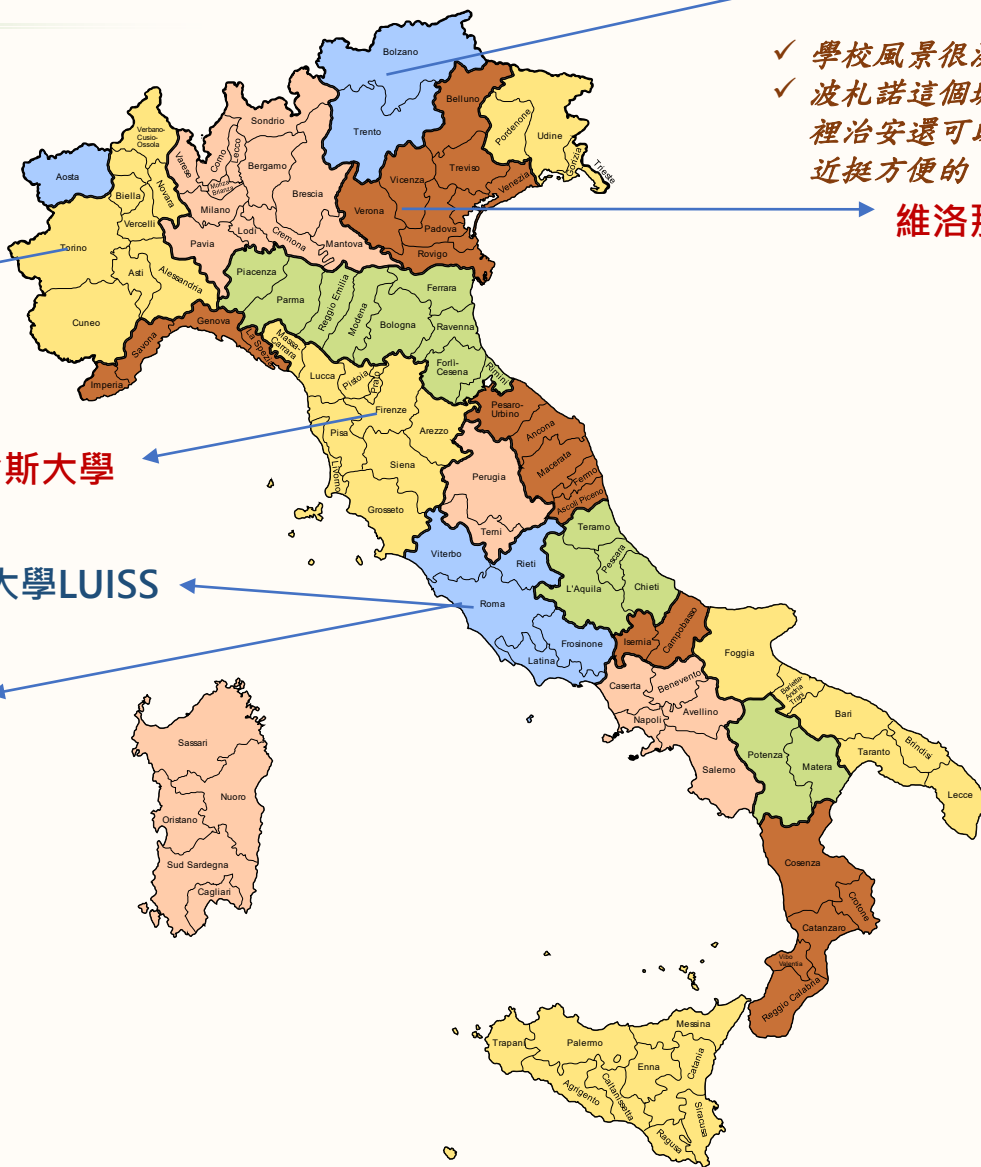 Bolzano
Trento
✓ 學校風景很
✓ 波札諾這個
裡治安還可
近挺方便的
Belluno
Pordenone
Udine
Gorizia
Trieste
Treviso
Vicenza
Venezia
Verona
Padova
Rovigo
維洛
Sondrio
Verbano-
Cusio-
Ossola
Varese
Como
Lecco
Bergamo
Monza
Brianza
Brescia
Milano
Lodi
Cremona
Pavia
Mantova
Aosta
Biella
Novara
Vercelli
Torino
Asti
Alessandria
Cuneo
Piacenza
Parma
Reggio Emilia
Modena
Ferrara
Bologna
Ravenna
Forlì-
Cesena
Rimini
Genova
Savona
La Spezia
Imperia
Massa-
Carrara
Lucca
Pistoia
Prato
Firenze
Pisa
Arezzo
Livorno
Siena
Grosseto
斯大學
Pesaro-
Urbino
Ancona
Macerata
Fermo
Ascoli Piceno
Perugia
Terni
Viterbo
Rieti
Roma
Frosinone
Latina
大學LUISS
Teramo
Pescara
L'Aquila
Chieti
Isernia
Campobasso
Foggia
Barletta-
Andria
Trani
Bari
Brindisi
Taranto
Lecce
Caserta
Benevento
Napoli
Avellino
Salerno
Potenza
Matera
Sassari
Nuoro
Oristano
Sud Sardegna
Cagliari
Cosenza
Crotone
Catanzaro
Vibo
Valentia
Reggio Calabria
Messina
Trapani
Palermo
Enna
Catania
Agrigento
Caltanissetta
Siracusa
Ragusa